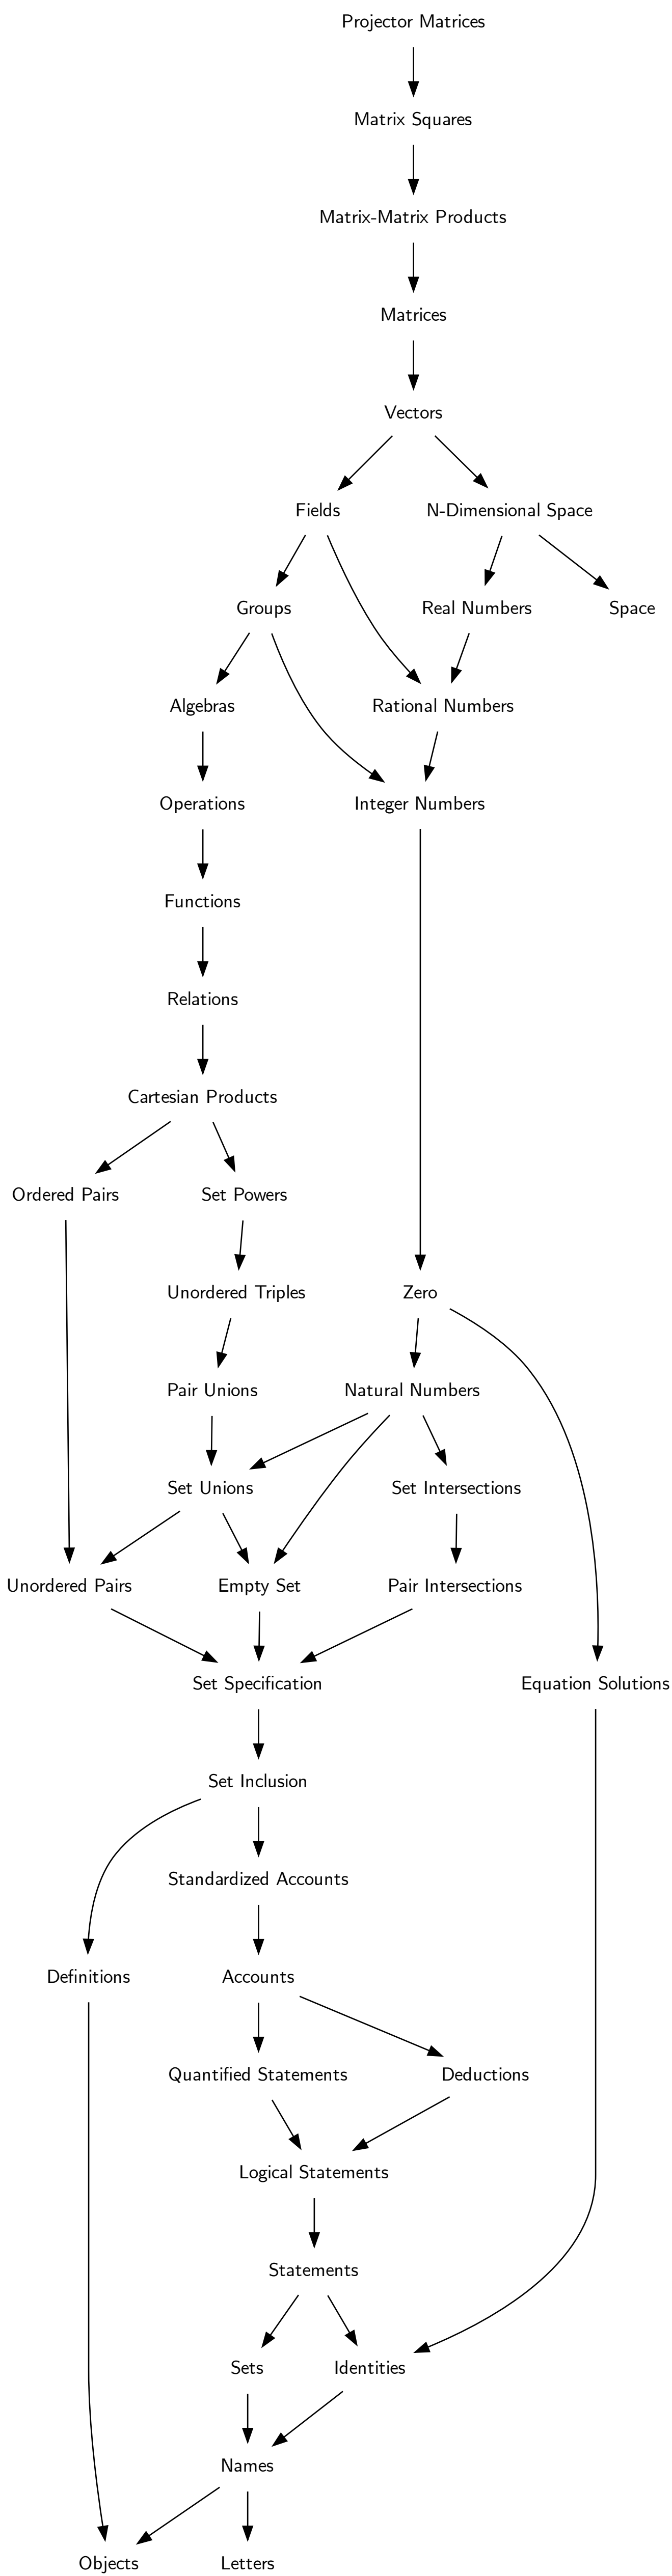 Projector Matrices
Matrix Squares
Matrix-Matrix Products
Matrices
Vectors
Fields
N-Dimensional Space
Groups
Real Numbers
Space
Algebras
Rational Numbers
Operations
Integer Numbers
Functions
Relations
Cartesian Products
Ordered Pairs
Set Powers
Unordered Triples
Zero
Pair Unions
Natural Numbers
Set Unions
Set Intersections
Unordered Pairs
Empty Set
Pair Intersections
Set Specification
Equation Solutions
Set Inclusion
Standardized Accounts
Definitions
Accounts
Quantified Statements
Deductions
Logical Statements
Statements
Sets
Identities
Names
Objects
Letters